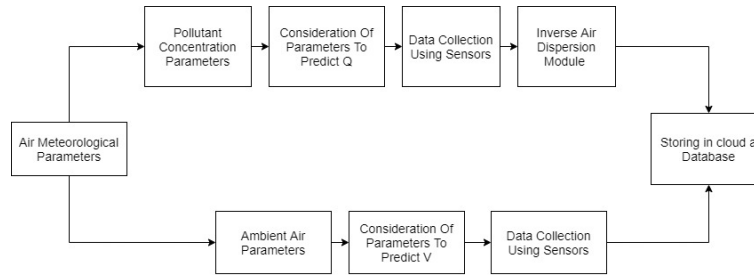 Pollutant
Concentration
Parameters
Consideration Of
Parameters To
Predict Q
Data Collection
Using Sensors
Inverse Air
Dispersion
Module
Air Meteorological
Parameters
Storing in cloud a
Database
Ambient Air
Parameters
Consideration Of
Parameters To
Predict V
Data Collection
Using Sensors